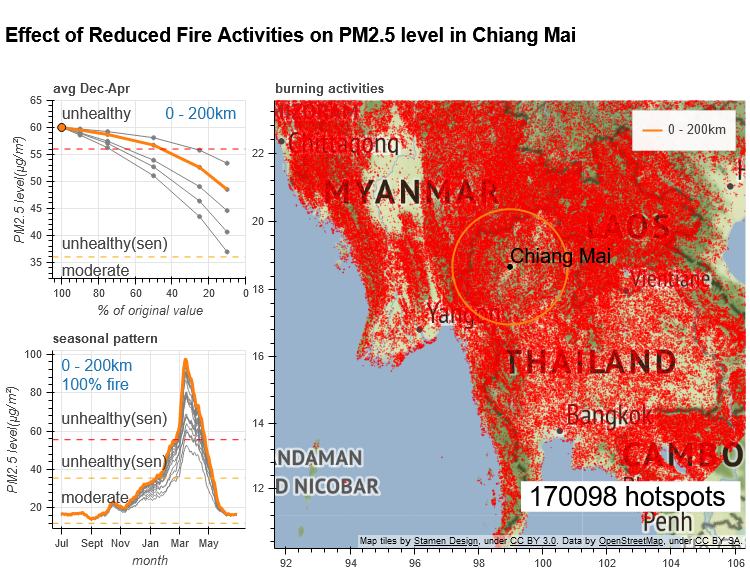 Effect of Reduced Fire Activities on PM2.5 level in Chiang Mai
avg Dec-Apr
65
60
55
50
45
40
35
PM2.5 level(µg/m²)
unhealthy
0 - 200km
unhealthy(sen)
moderate
100
80
60
40
20
0
% of original value
seasonal pattern
100
80
60
40
20
PM2.5 level(µg/m²)
0 - 200km
100% fire
unhealthy(sen)
unhealthy(sen)
moderate
Jul
Sept
Nov
Jan
Mar
May
month
burning activities
0 - 200km
22
20
18
16
14
12
Chittagong
MYANMAR
LAOS
Chiang Mai
Vientiane
Yangon
THAILAND
Bangkok
CAMBO
NDAMAN
D NICOBAR
170098 hotspots
Penh
Map tiles by Stamen Design, under CC BY 3.0. Data by OpenStreetMap, under CC BY SA.
92
94
96
98
100
102
104
106